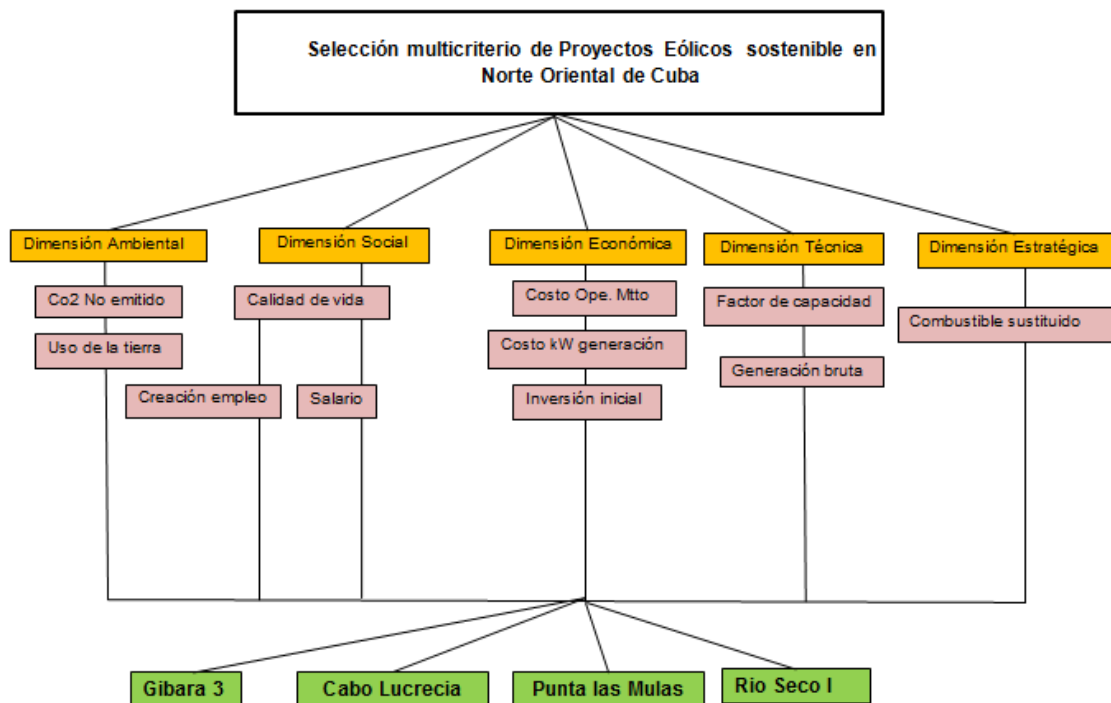 Selección multicriterio de Proyectos Eólicos sostenible en
Norte Oriental de Cuba
Dimensión Ambiental
Dimensión Social
Dimensión Económica
Dimensión Técnica
Dimensión Estratégica
Co2 No emitido
Calidad de vida
Costo Ope. Mtto
Factor de capacidad
Combustible sustituido
Uso de la tierra
Costo kW generación
Generación bruta
Creación empleo
Salario
Inversión inicial
Gibara 3
Cabo Lucrecia
Punta las Mulas
Rio Seco I